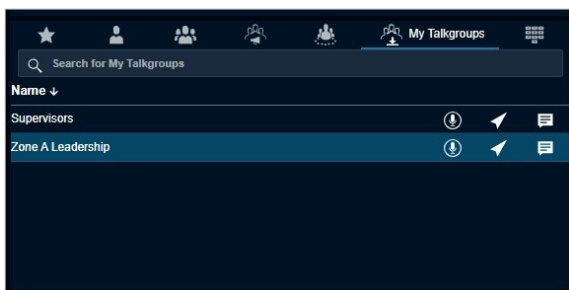 My Talkgroups
Search for My Talkgroups
Name ↓
Supervisors
Zone A Leadership